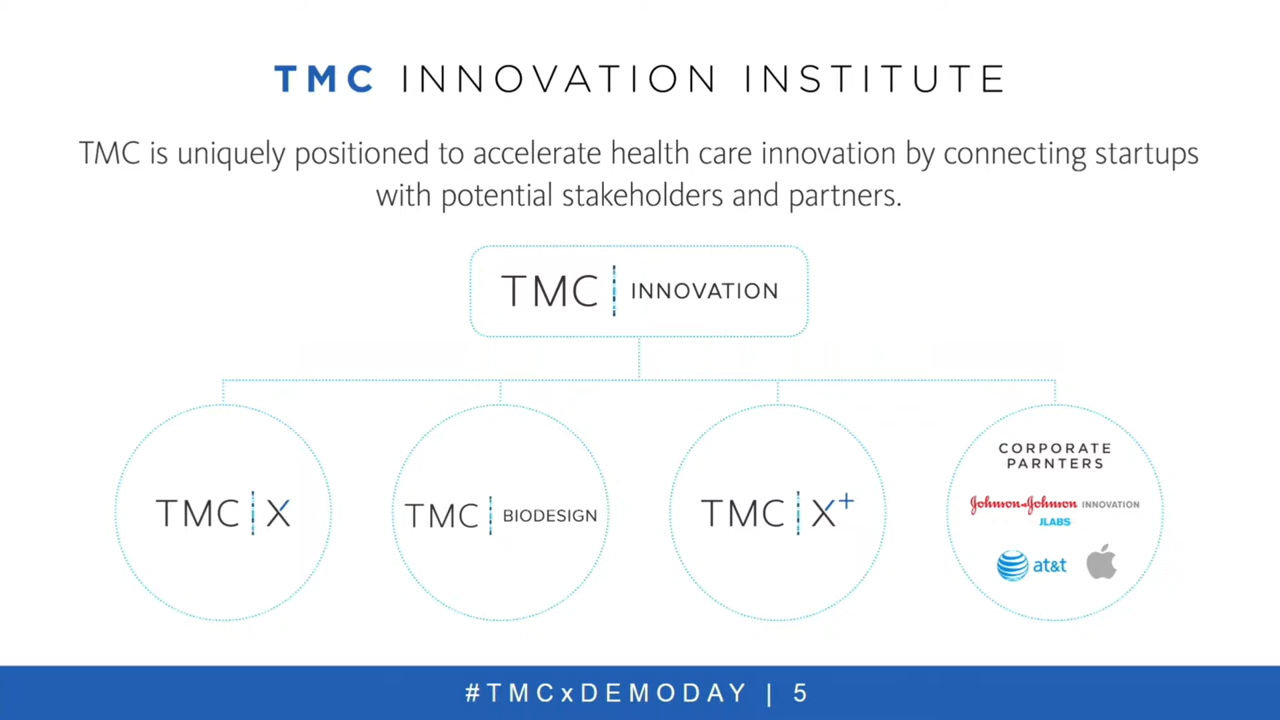 TMC INNOVATION INSTITUTE
TMC is uniquely positioned to accelerate health care innovation by connecting startups
with potential stakeholders and partners.
TMC INNOVATION
TMC X
TMC BIODESIGN
TMC X+
CORPORATE
PARNTERS
Johnson & Johnson INNOVATION
JLABS
at&t
#TMCxDEMODAY | 5